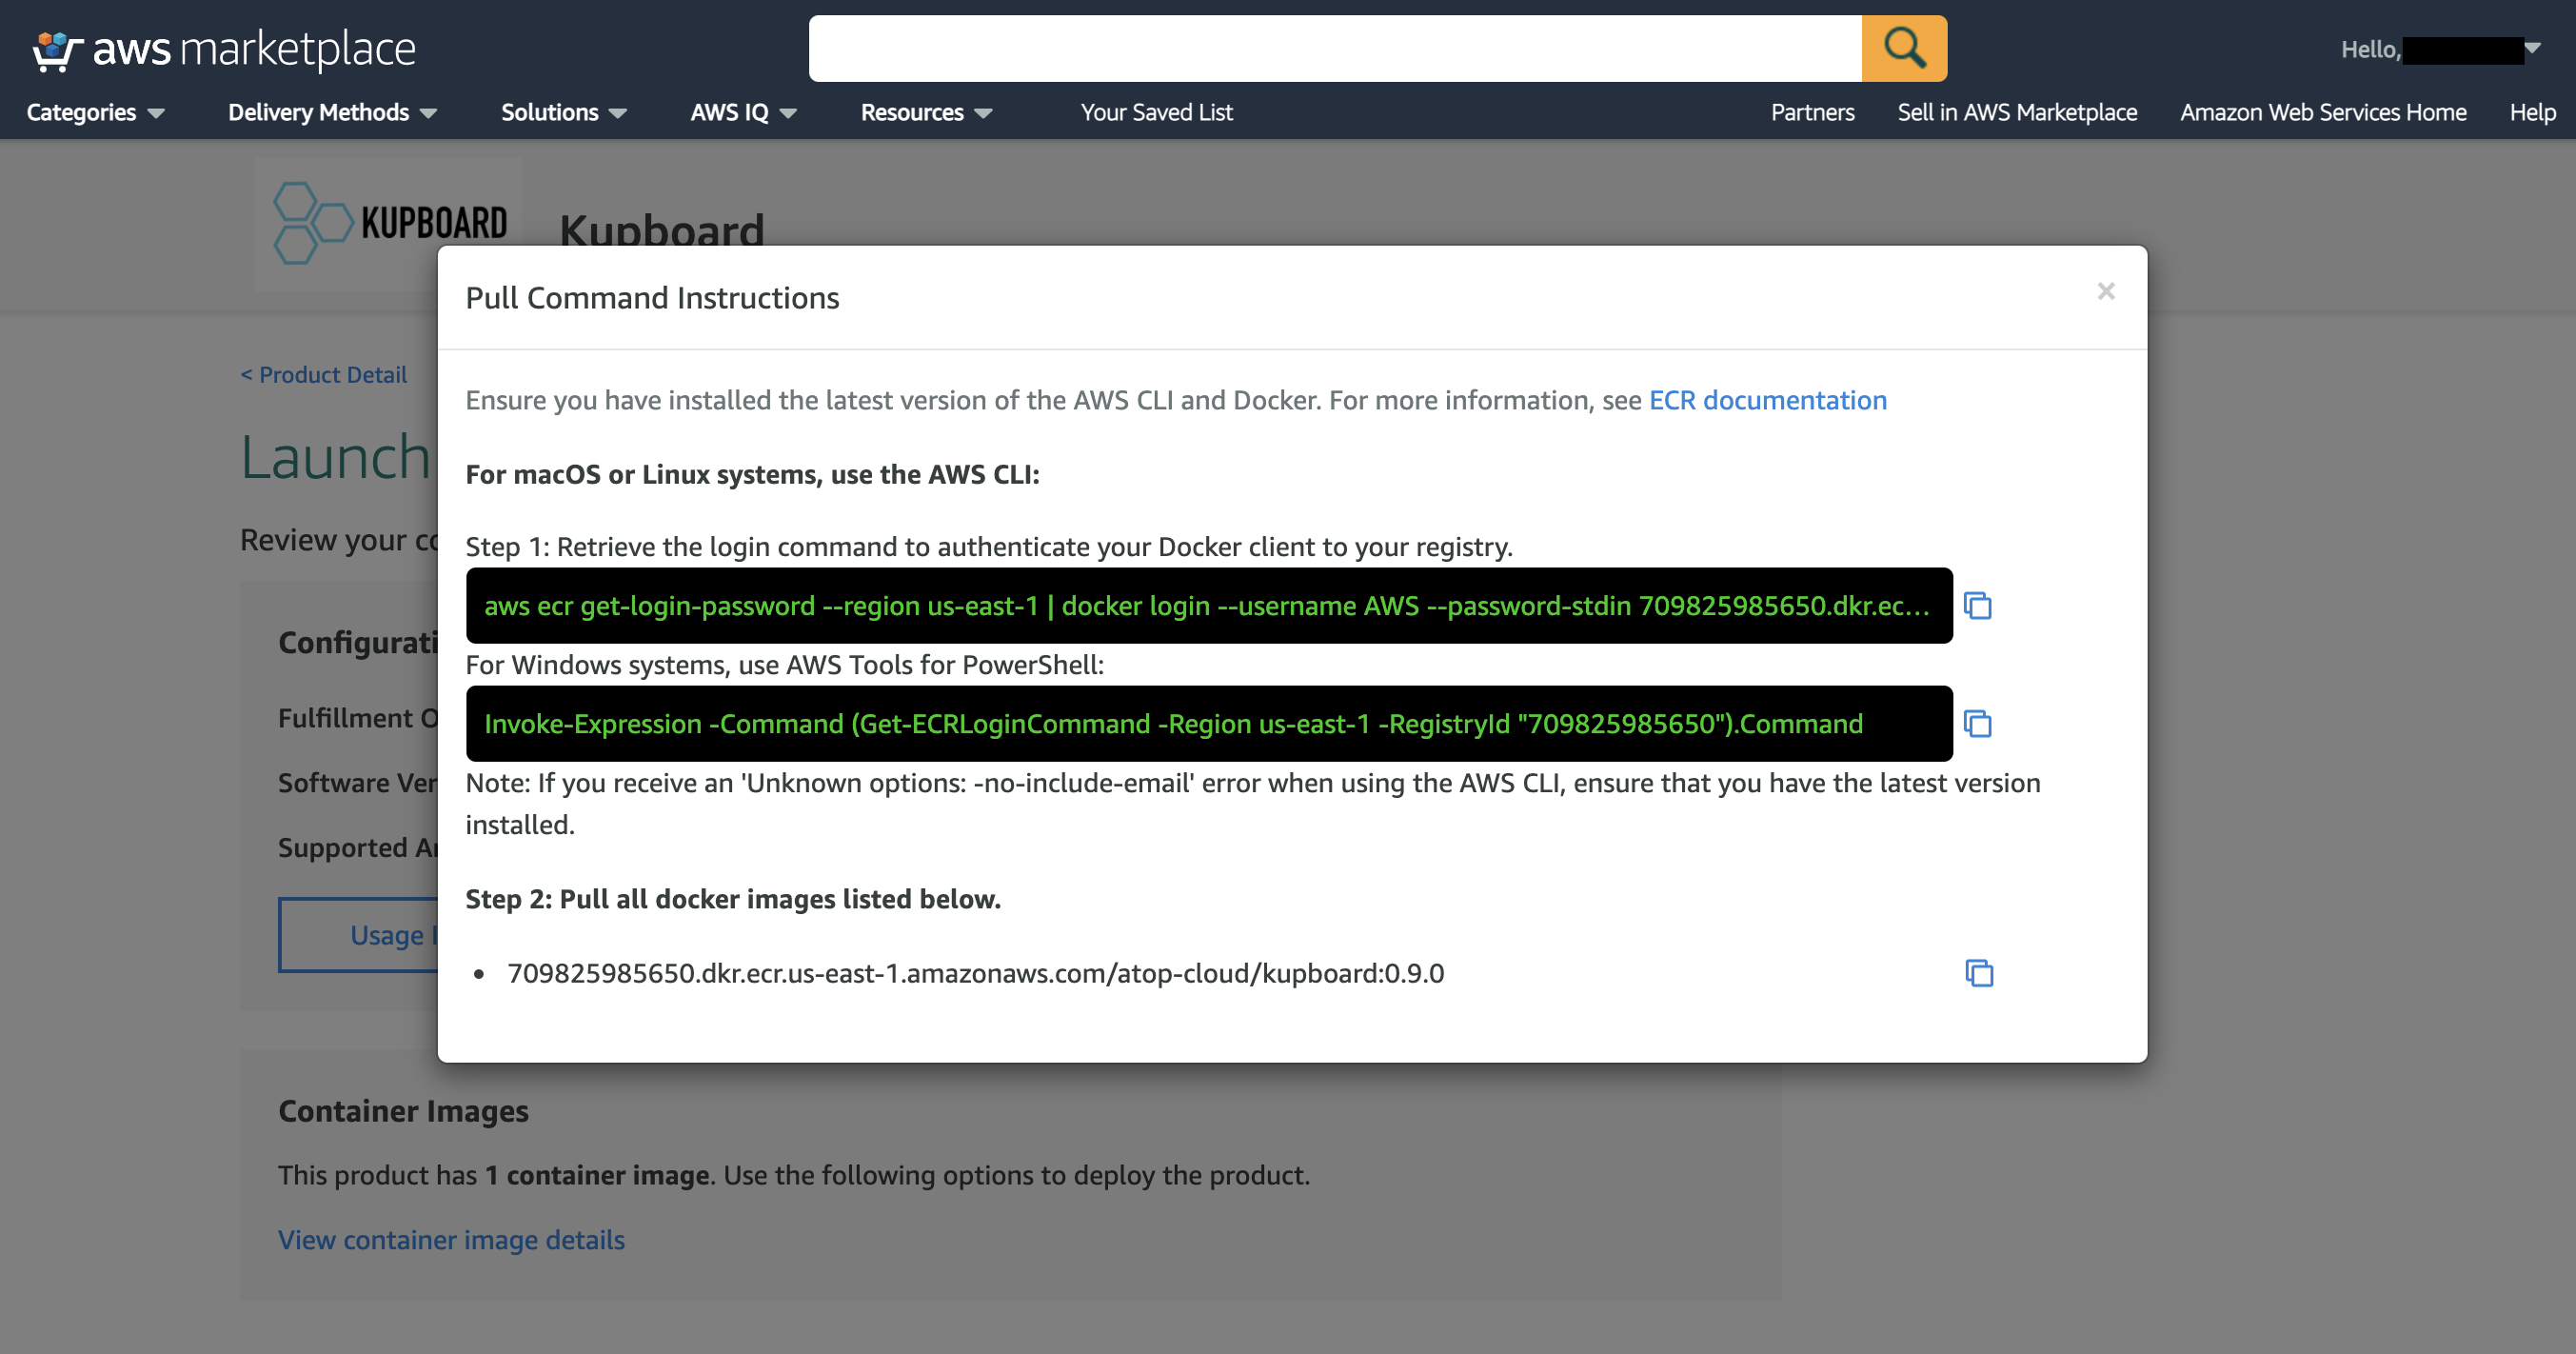 aws marketplace
Hello,
Categories Delivery Methods Solutions AWS IQ Resources Your Saved List Partners Sell in AWS Marketplace Amazon Web Services Home Help
KUPBOARD Kupboard
Pull Command Instructions ×
< Product Detail
Ensure you have installed the latest version of the AWS CLI and Docker. For more information, see ECR documentation
Launch
For macOS or Linux systems, use the AWS CLI:
Review your
Step 1: Retrieve the login command to authenticate your Docker client to your registry.
aws ecr get-login-password --region us-east-1 | docker login --username AWS --password-stdin 709825985650.dkr.ec...
Configurati
For Windows systems, use AWS Tools for PowerShell:
Fulfillment O
Invoke-Expression -Command (Get-ECRLoginCommand -Region us-east-1 -RegistryId "709825985650").Command
Software Ver
Note: If you receive an 'Unknown options: -no-include-email' error when using the AWS CLI, ensure that you have the latest version
installed.
Supported
Step 2: Pull all docker images listed below.
Usage
• 709825985650.dkr.ecr.us-east-1.amazonaws.com/atop-cloud/kupboard:0.9.0
Container Images
This product has 1 container image. Use the following options to deploy the product.
View container image details